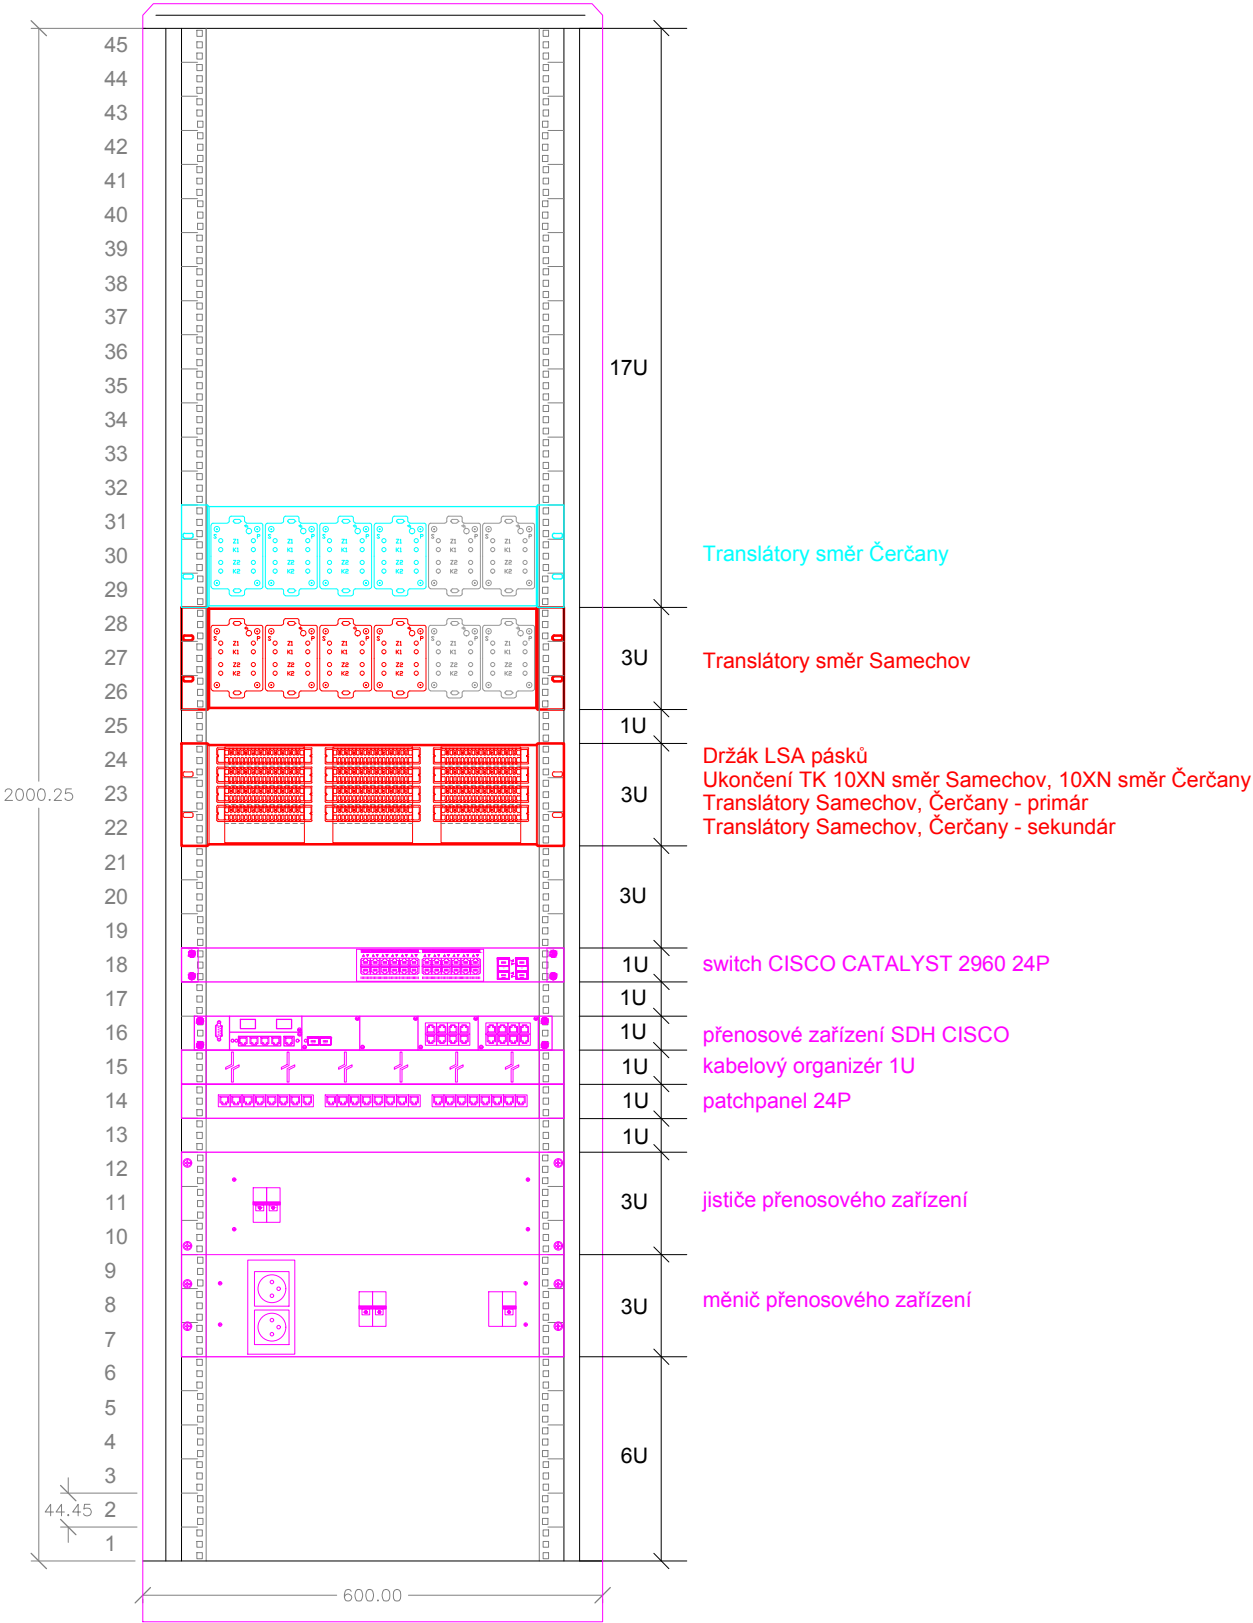 45
44
43
42
41
40
39
38
37
36
17U
35
34
33
32
31
30
Translátory směr Čerčany
29
28
27
3U
Translátory směr Samechov
26
25
1U
24
Držák LSA pásků
Ukončení TK 10XN směr Samechov, 10XN směr Čerčany
2000.25
23
3U
Translátory Samechov, Čerčany - primár
22
Translátory Samechov, Čerčany - sekundár
21
20
3U
19
18
1U
switch CISCO CATALYST 2960 24P
17
1U
16
1U
přenosové zařízení SDH CISCO
15
1U
kabelový organizér 1U
14
1U
patchpanel 24P
13
1U
12
11
3U
jističe přenosového zařízení
10
9
8
3U
měnič přenosového zařízení
7
6
5
4
6U
3
44.45
2
1
600.00